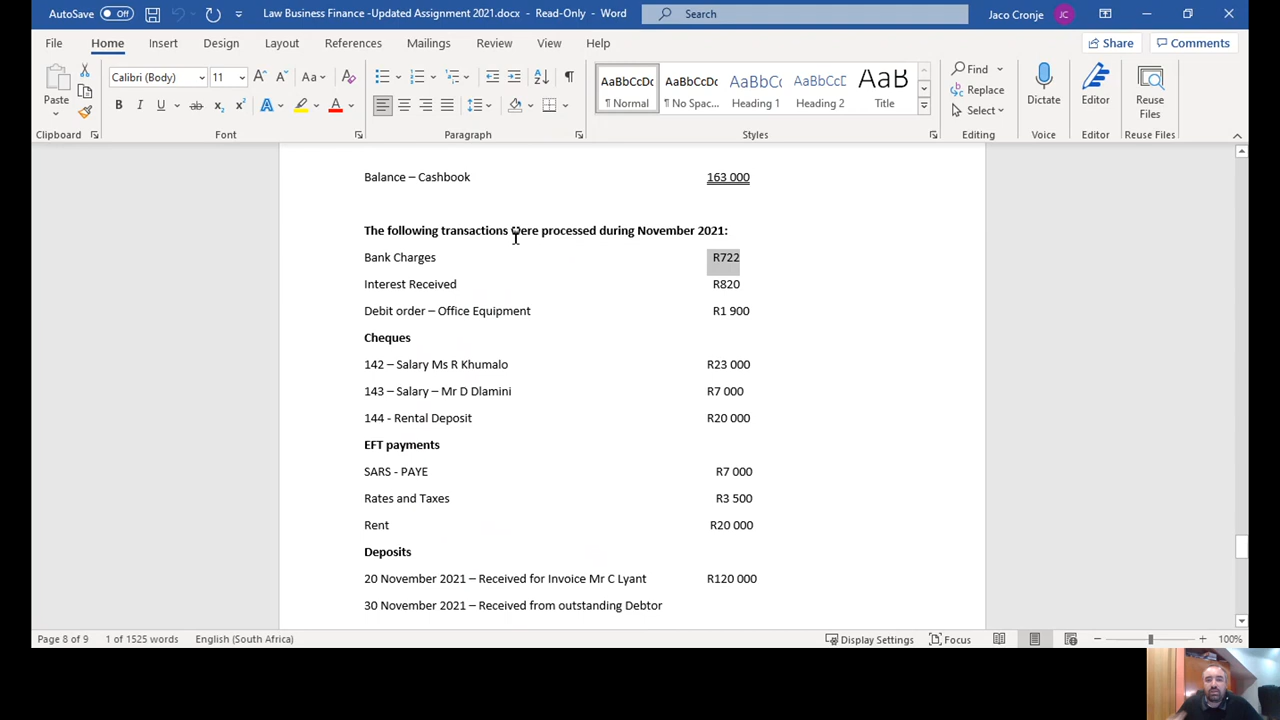 AutoSave Off Law Business Finance -Updated Assignment 2021.docx - Read-Only - Word Search Jaco Cronje JC
File Home Insert Design Layout References Mailings Review View Help Share Comments
Paste Calibri (Body) 11 Aa AaBbCcDc AaBbCcDc AaBbCc AaBbCcD AaB Find Dictate Editor Reuse Files
B I U ab x2 x2 A A ¶ Normal ¶ No Spac... Heading 1 Heading 2 Title Replace
Select
Clipboard Font Paragraph Styles Editing Voice Editor Reuse Files
Balance – Cashbook 163 000
The following transactions were processed during November 2021:
Bank Charges R722
Interest Received R820
Debit order – Office Equipment R1 900
Cheques
142 – Salary Ms R Khumalo R23 000
143 – Salary – Mr D Dlamini R7 000
144 - Rental Deposit R20 000
EFT payments
SARS - PAYE R7 000
Rates and Taxes R3 500
Rent R20 000
Deposits
20 November 2021 – Received for Invoice Mr C Lyant R120 000
30 November 2021 – Received from outstanding Debtor
Page 8 of 9 1 of 1525 words English (South Africa) Display Settings Focus 100%